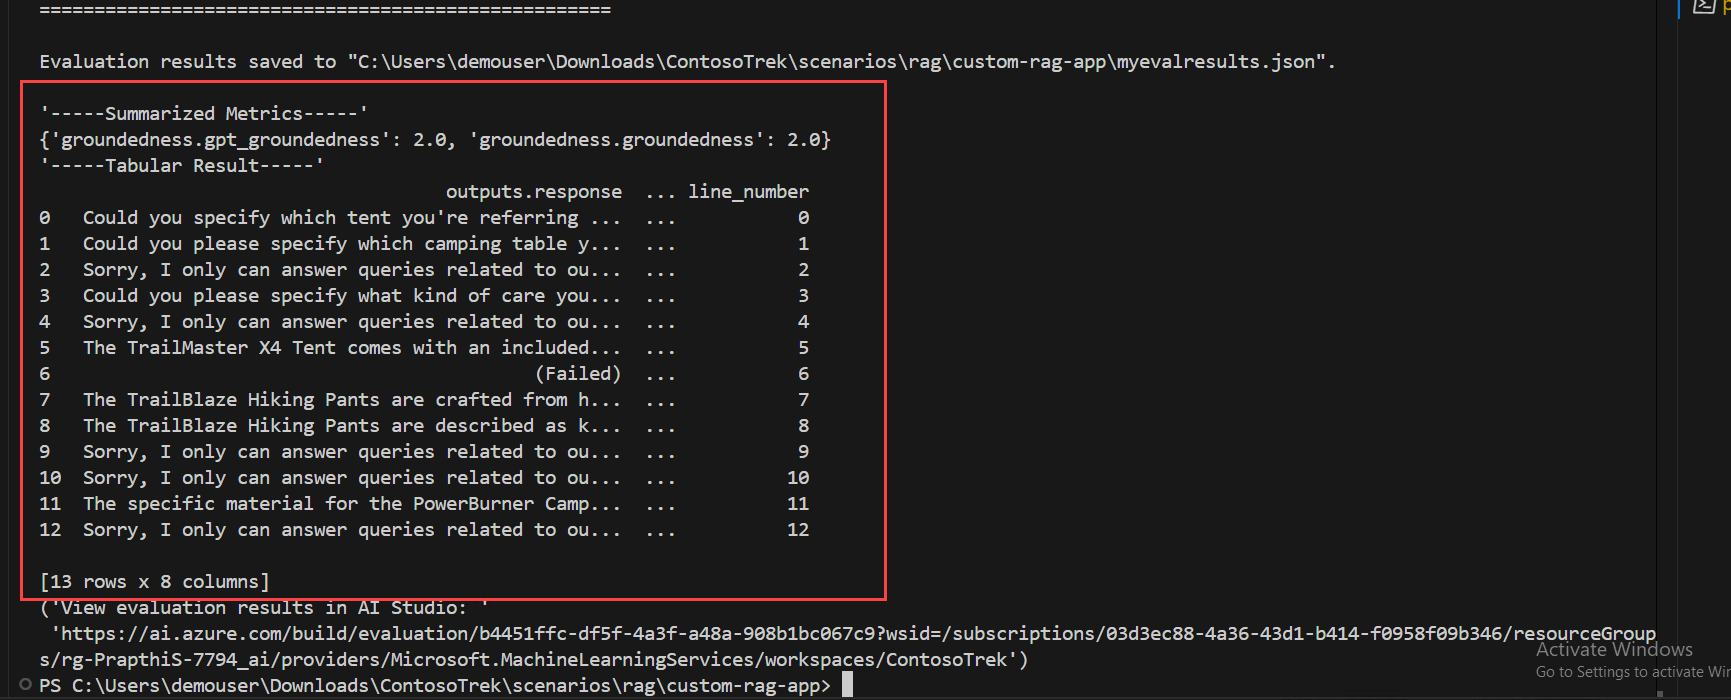 ==================================================
Evaluation results saved to "C:\Users\demouser\Downloads\ContosoTrek\scenarios\rag\custom-rag-app\myevalresults.json".
'-----Summarized Metrics-----'
{'groundedness.gpt_groundedness': 2.0, 'groundedness.groundedness': 2.0}
'-----Tabular Result-----'
outputs.response  ... line_number
0   Could you specify which tent you're referring ...  ...           0
1   Could you please specify which camping table y...  ...           1
2   Sorry, I only can answer queries related to ou...  ...           2
3   Could you please specify what kind of care you...  ...           3
4   Sorry, I only can answer queries related to ou...  ...           4
5   The TrailMaster X4 Tent comes with an included...  ...           5
6                                         (Failed)  ...           6
7   The TrailBlaze Hiking Pants are crafted from h...  ...           7
8   The TrailBlaze Hiking Pants are described as k...  ...           8
9   Sorry, I only can answer queries related to ou...  ...           9
10  Sorry, I only can answer queries related to ou...  ...          10
11  The specific material for the PowerBurner Camp...  ...          11
12  Sorry, I only can answer queries related to ou...  ...          12
[13 rows x 8 columns]
('View evaluation results in AI Studio: '
'https://ai.azure.com/build/evaluation/b4451ffc-df5f-4a3f-a48a-908b1bc067c9?wsid=/subscriptions/03d3ec88-4a36-43d1-b414-f0958f09b346/resourceGroup
s/rg-PrapthiS-7794_ai/providers/Microsoft.MachineLearningServices/workspaces/ContosoTrek')
PS C:\Users\demouser\Downloads\ContosoTrek\scenarios\rag\custom-rag-app>
Activate Windows
Go to Settings to activate Win